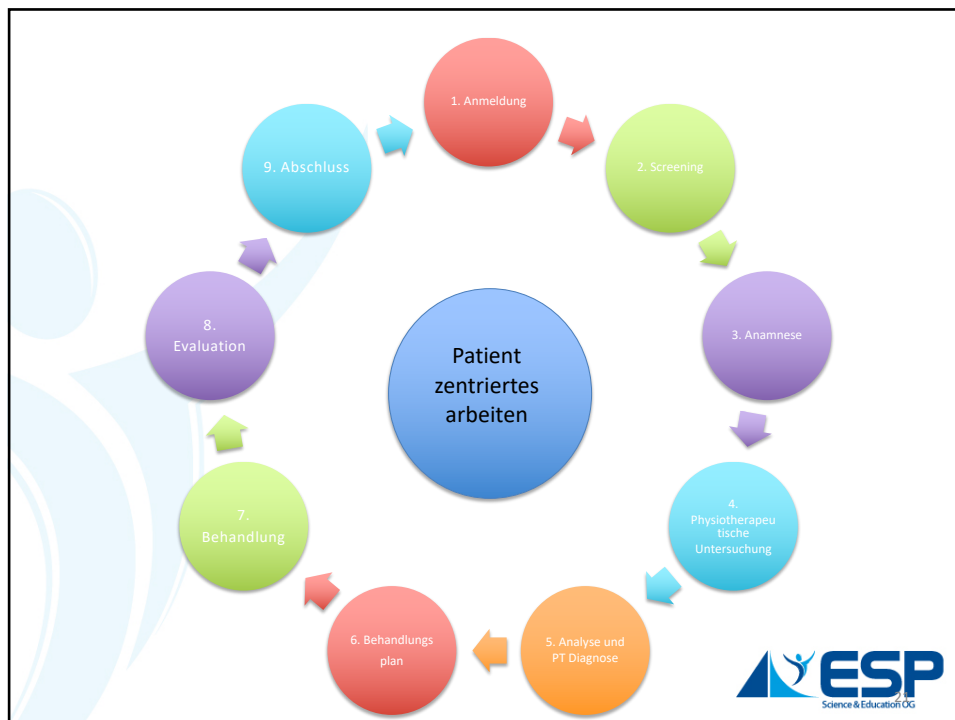 1. Anmeldung
2. Screening
3. Anamnese
4.
Physiotherapeu
tische
Untersuchung
5. Analyse und
PT Diagnose
6. Behandlungs
plan
7.
Behandlung
8.
Evaluation
9. Abschluss
Patient
zentriertes
arbeiten
ESP
Science & Education OG
21